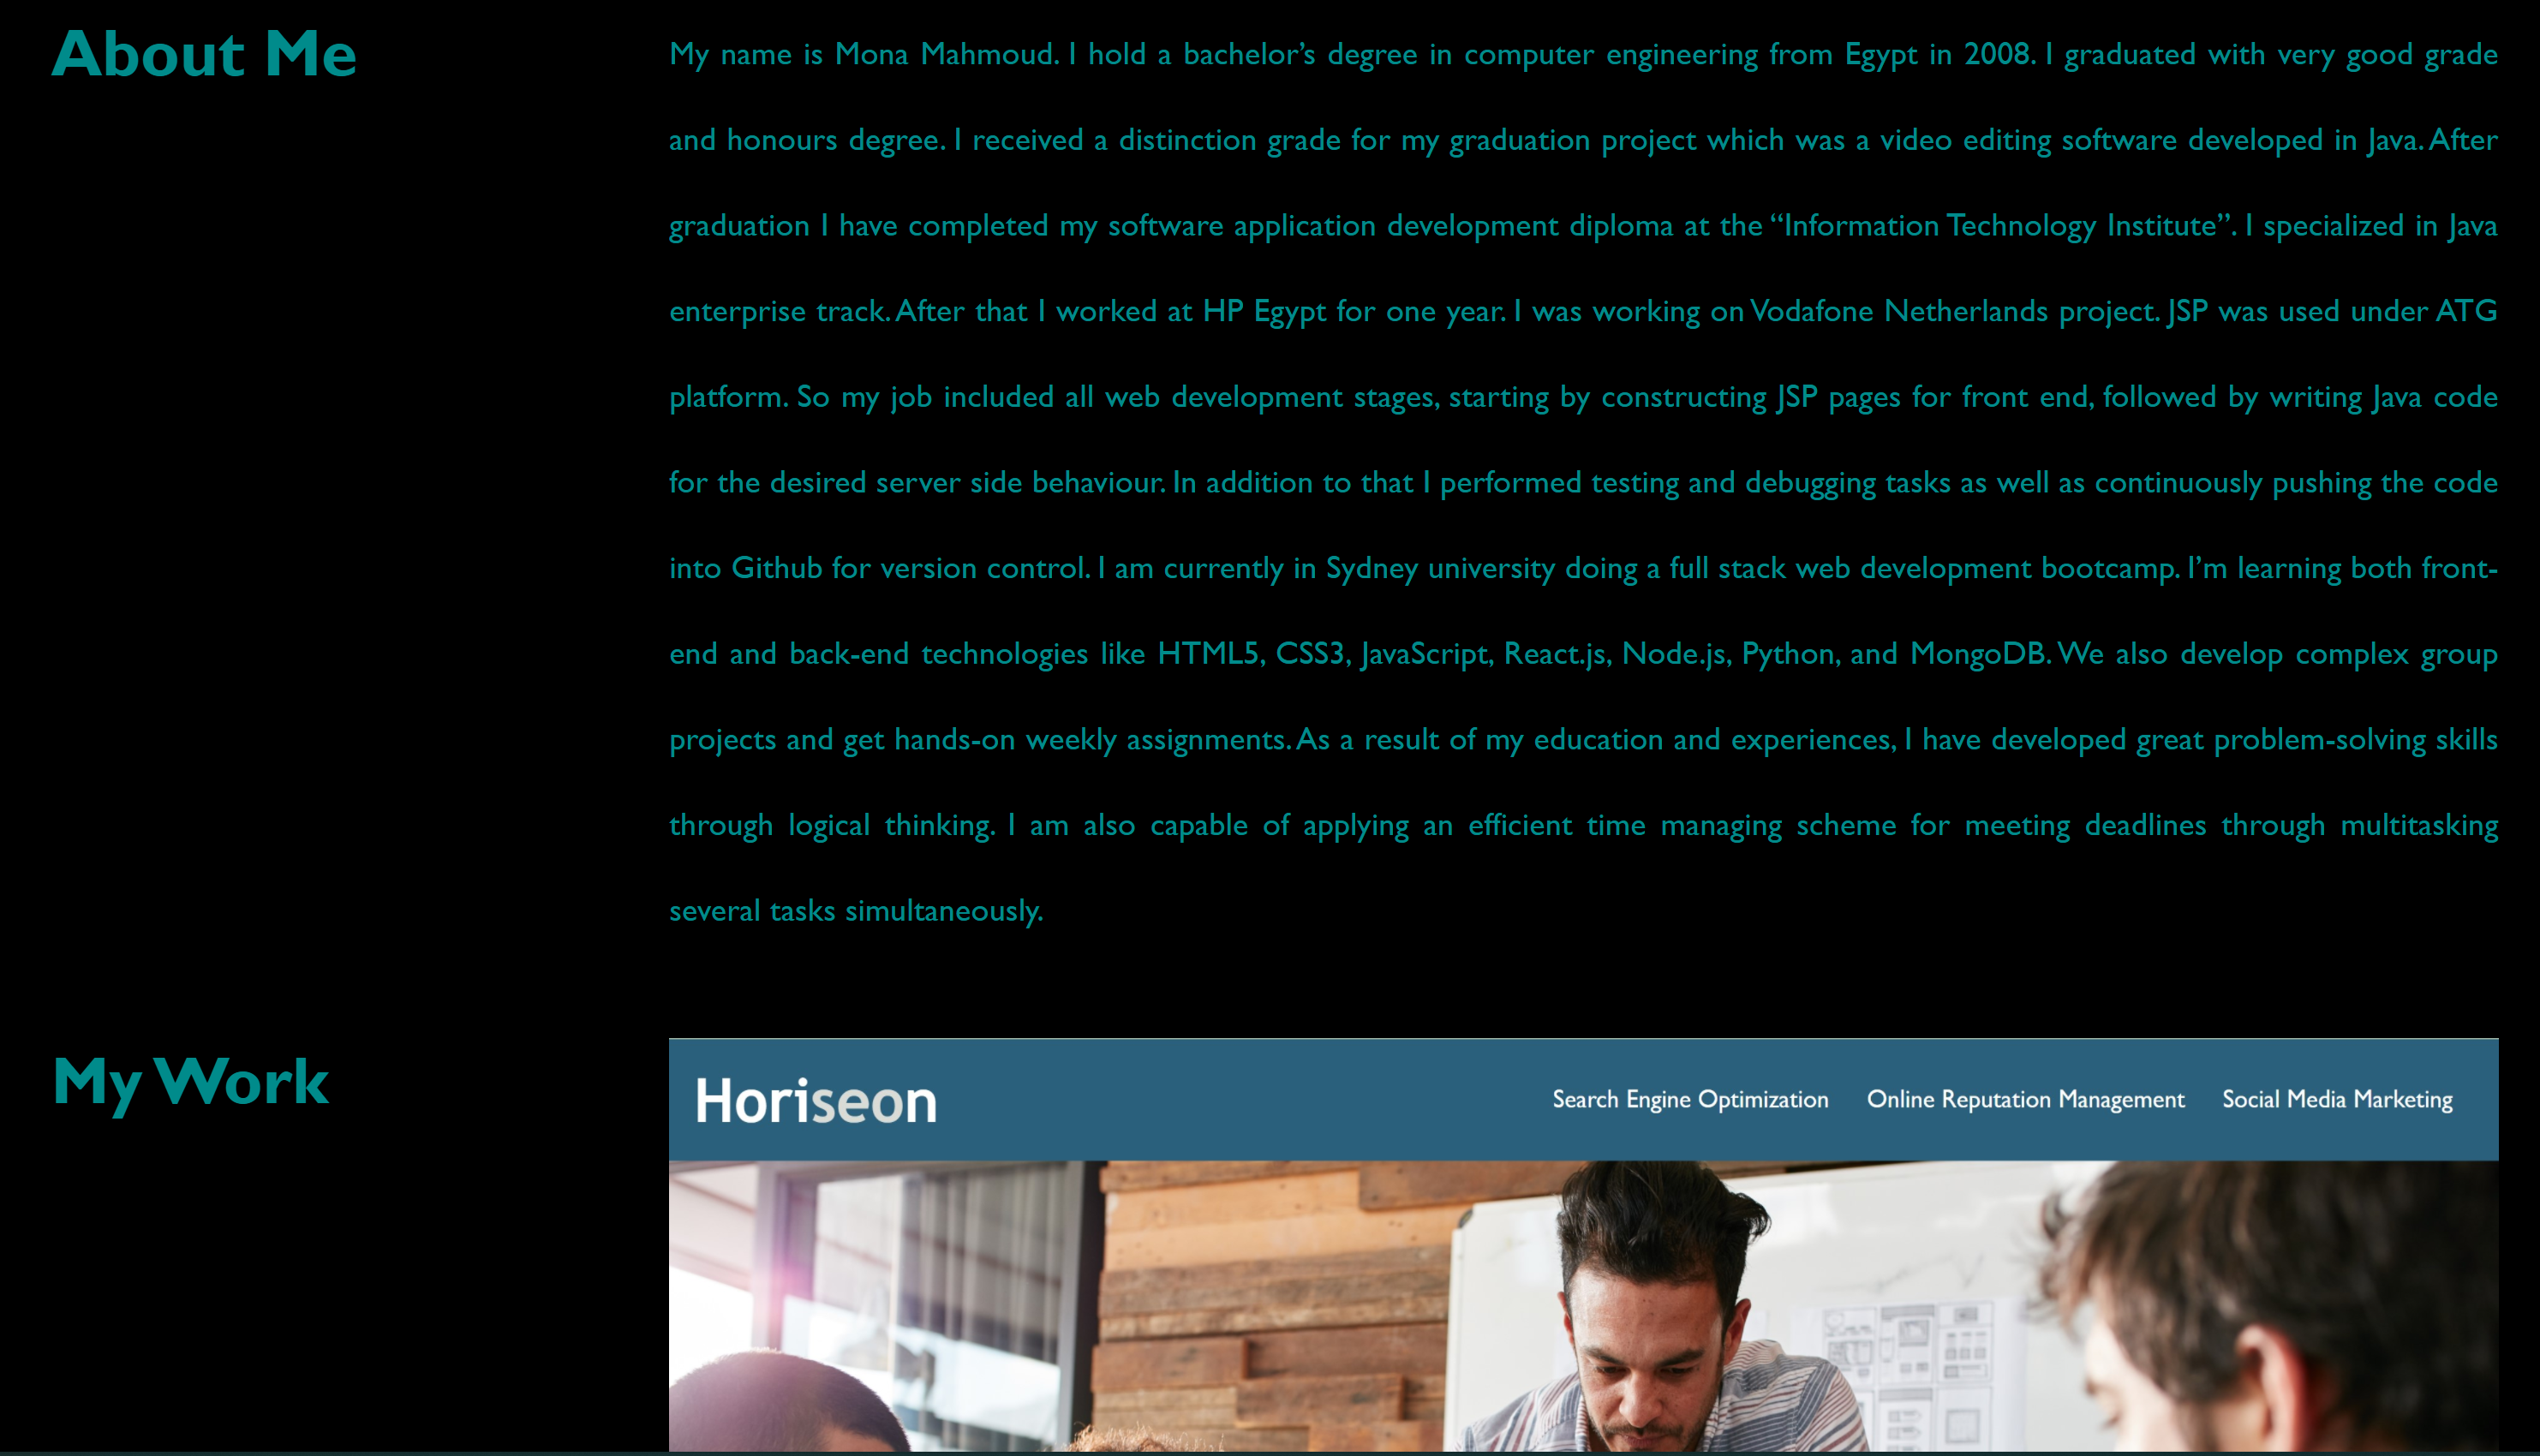 About Me
My name is Mona Mahmoud. I hold a bachelor’s degree in computer engineering from Egypt in 2008. I graduated with very good grade
and honours degree. I received a distinction grade for my graduation project which was a video editing software developed in Java. After
graduation I have completed my software application development diploma at the “Information Technology Institute”. I specialized in Java
enterprise track. After that I worked at HP Egypt for one year. I was working on Vodafone Netherlands project. JSP was used under ATG
platform. So my job included all web development stages, starting by constructing JSP pages for front end, followed by writing Java code
for the desired server side behaviour. In addition to that I performed testing and debugging tasks as well as continuously pushing the code
into Github for version control. I am currently in Sydney university doing a full stack web development bootcamp. I’m learning both front-
end and back-end technologies like HTML5, CSS3, JavaScript, React.js, Node.js, Python, and MongoDB. We also develop complex group
projects and get hands-on weekly assignments. As a result of my education and experiences, I have developed great problem-solving skills
through logical thinking. I am also capable of applying an efficient time managing scheme for meeting deadlines through multitasking
several tasks simultaneously.
My Work
Horiseon
Search Engine Optimization Online Reputation Management Social Media Marketing